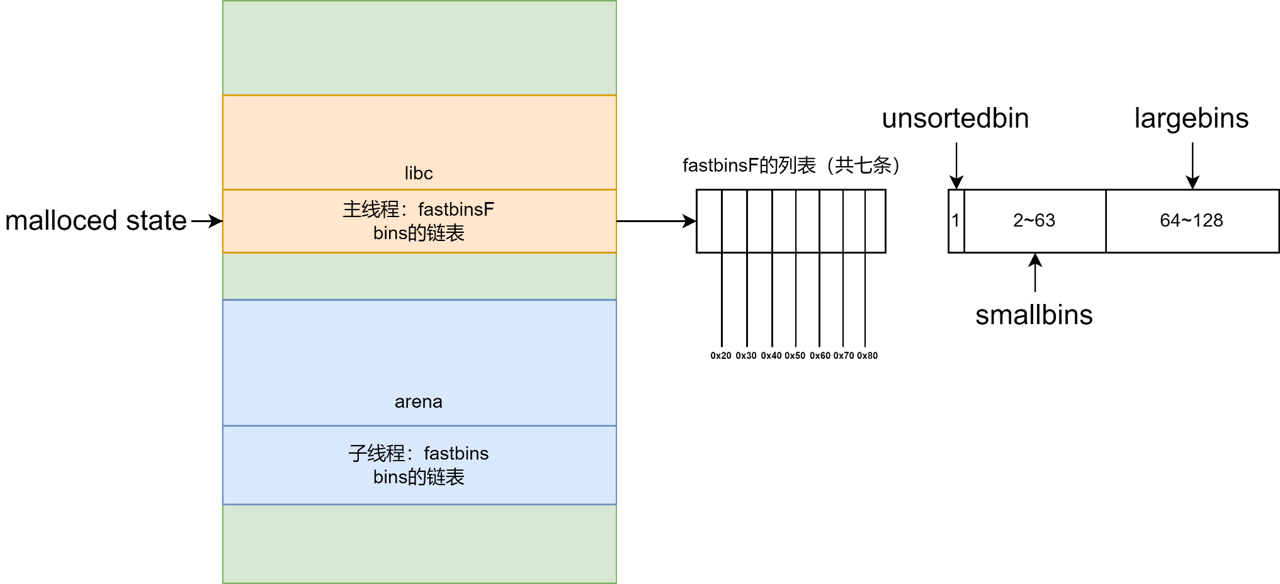 malloced state
libc
主线程：fastbinsF
bins的链表
arena
子线程：fastbins
bins的链表
fastbinsF的列表（共七条）
0x20 0x30 0x40 0x50 0x60 0x70 0x80
unsortedbin
largebins
1
2~63
64~128
smallbins